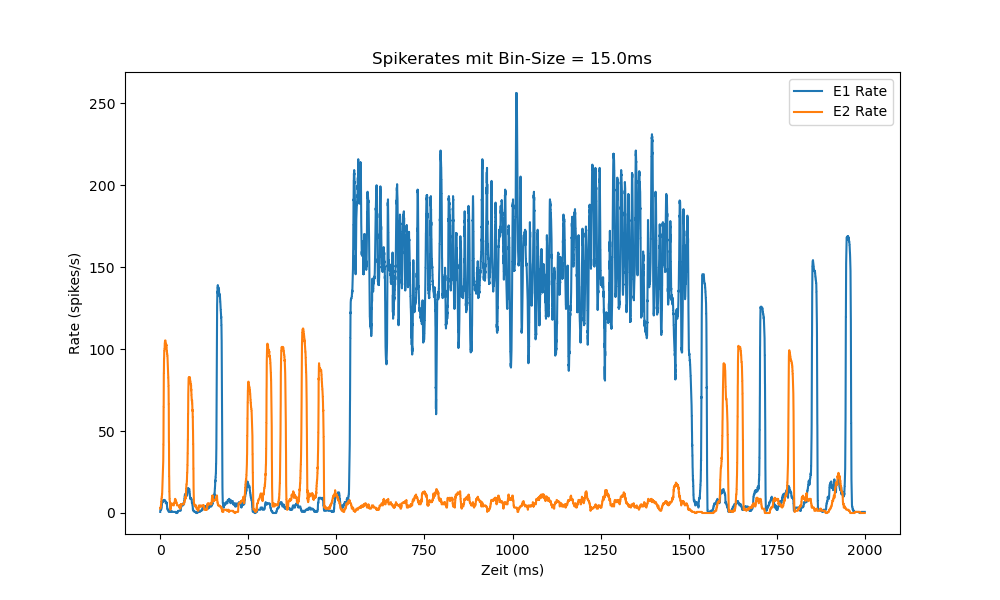 Spikerates mit Bin-Size = 15.0ms
E1 Rate
E2 Rate
Rate (spikes/s)
250
200
150
100
50
0
0 250 500 750 1000 1250 1500 1750 2000
Zeit (ms)